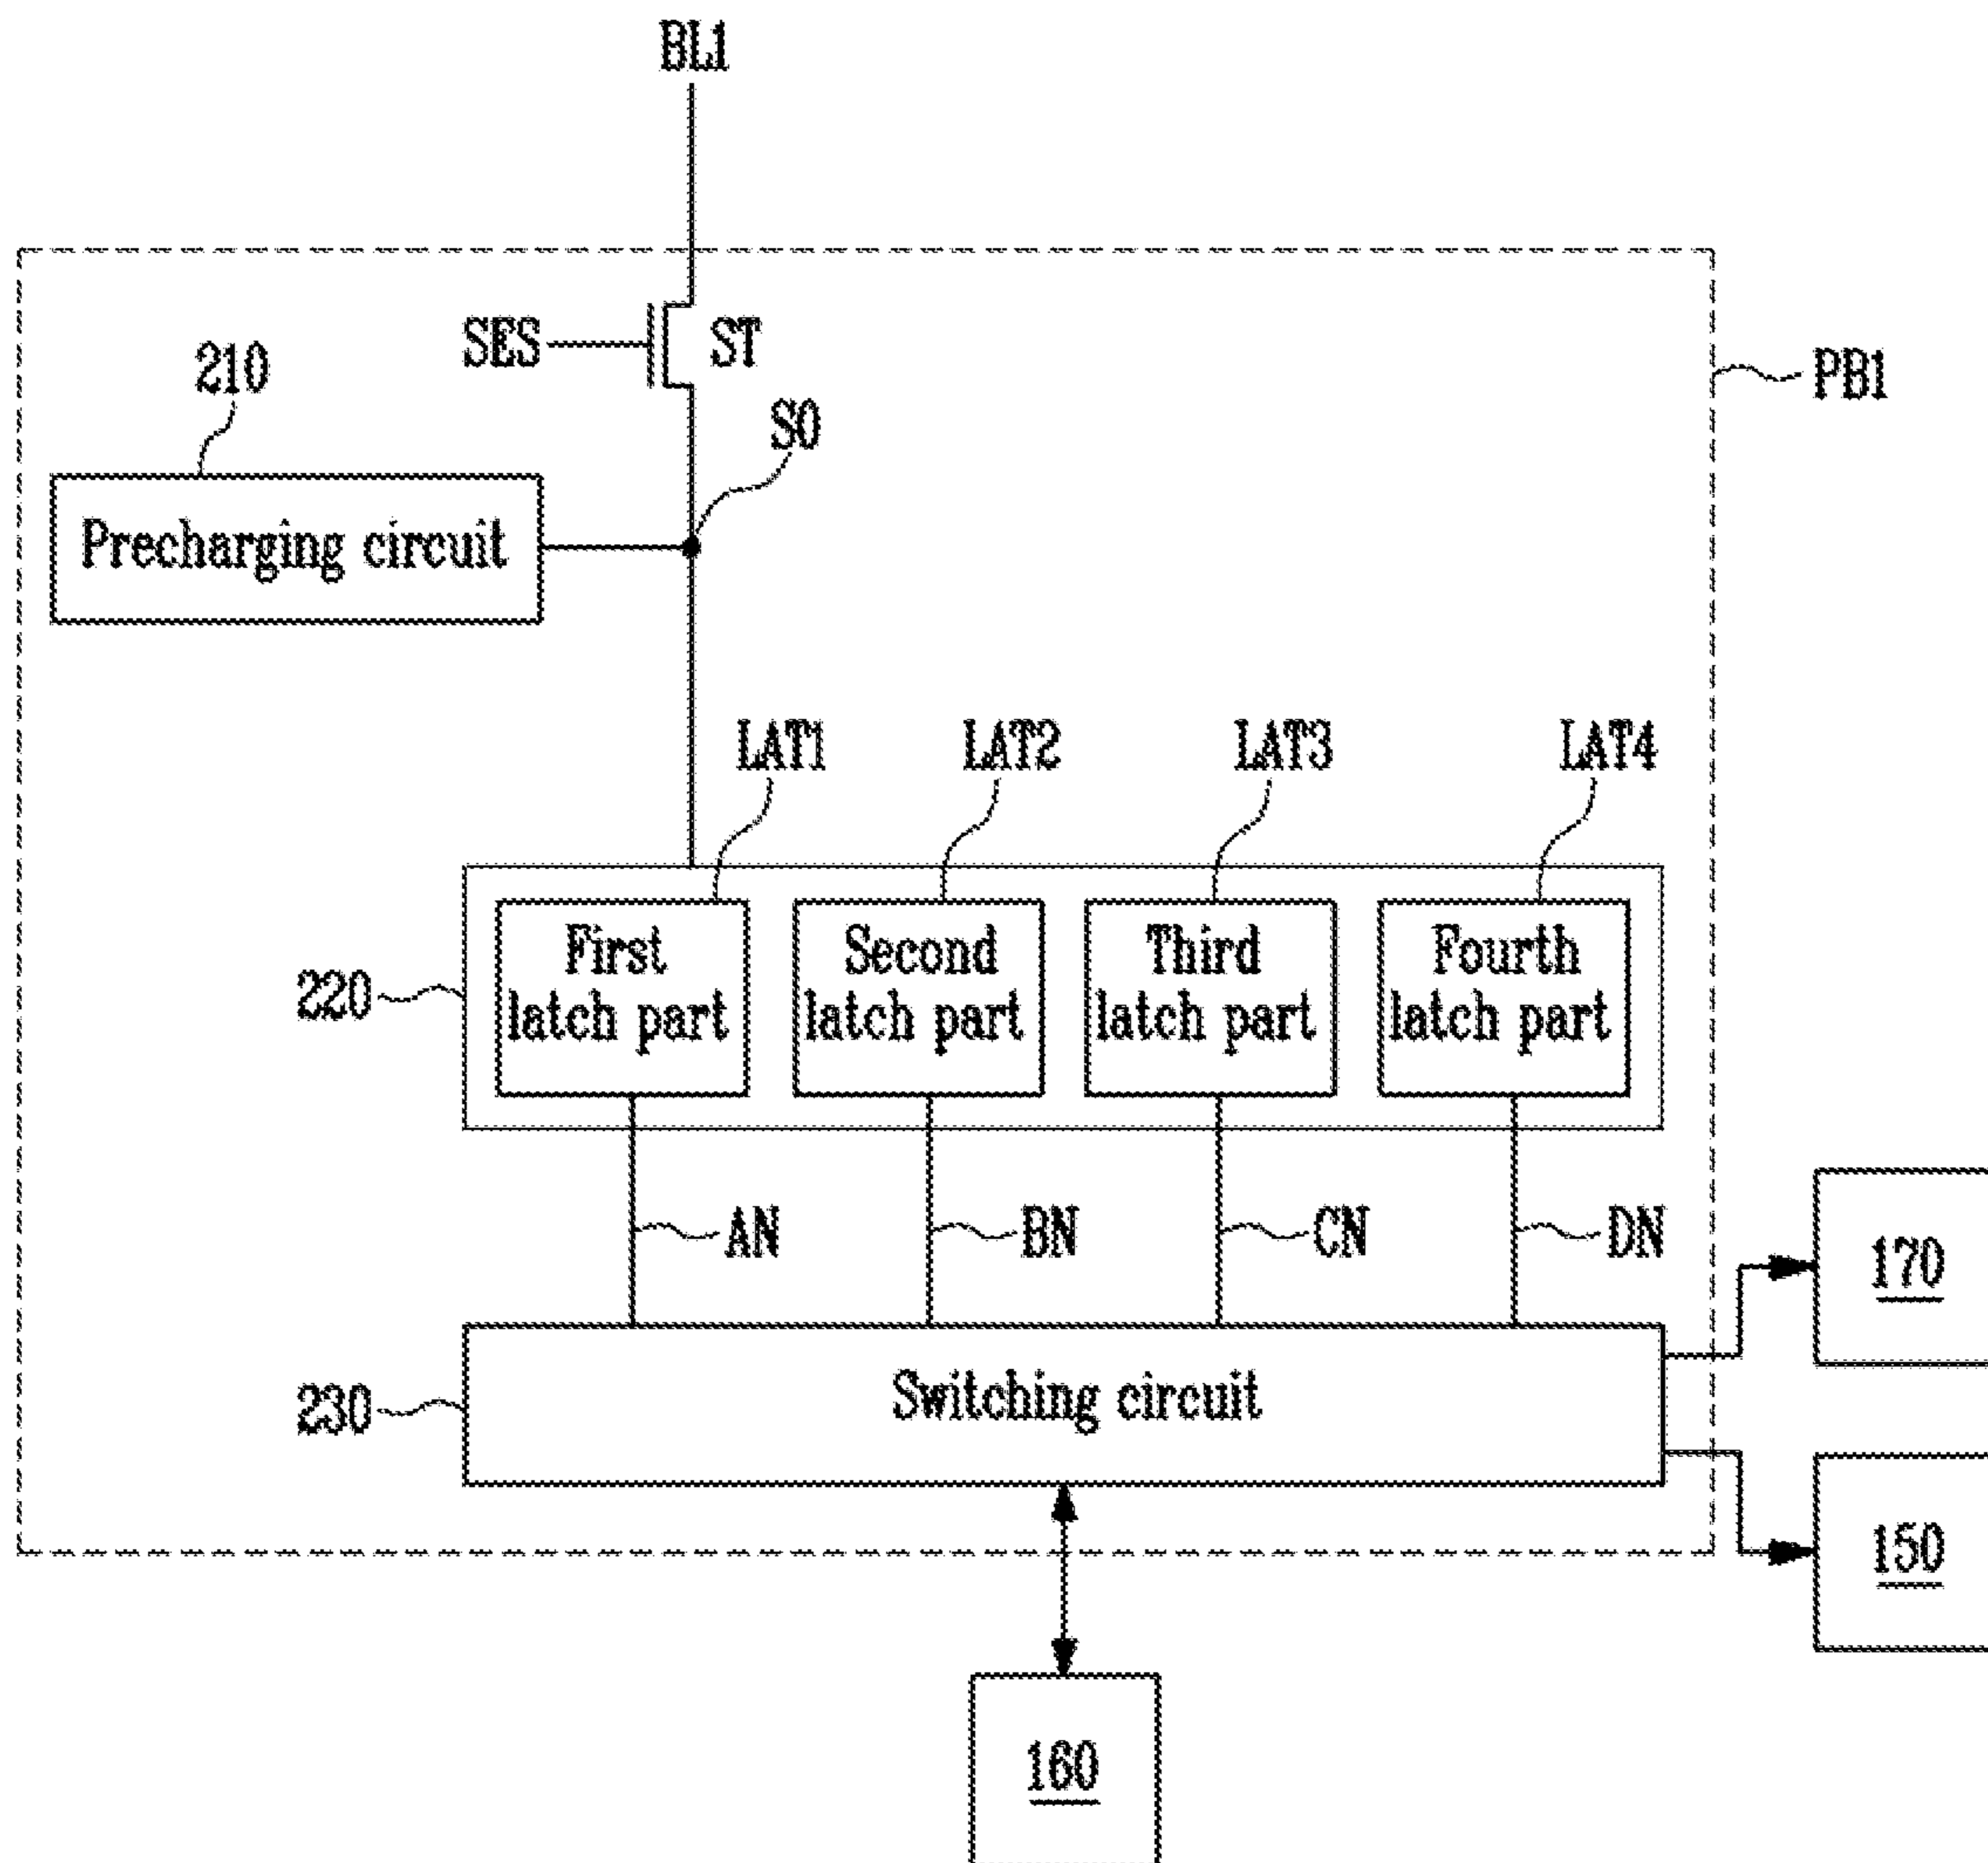 BL1
SES
ST
PB1
210
SO
Precharging circuit
LAT1
LAT2
LAT3
LAT4
First
latch part
Second
latch part
Third
latch part
Fourth
latch part
220
AN
BN
CN
DN
170
Switching circuit
230
150
160